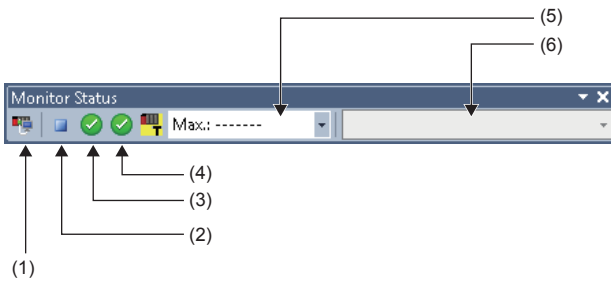 (5)
(6)
Monitor Status
T
Max.: -------
(4)
(3)
(2)
(1)